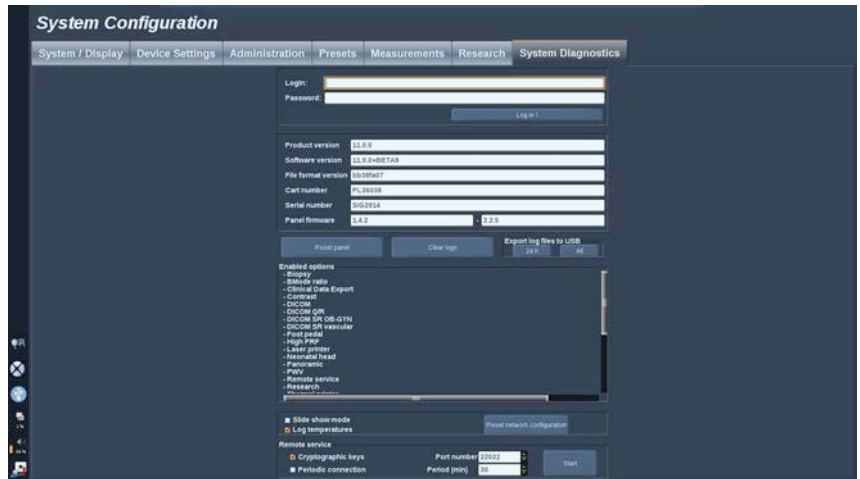 System Configuration
System / Display Device Settings Administration Presets Measurements Research System Diagnostics
Login:
Password:
Log in !
Product version 11.0.0
Software version 11.0.0+BETA9
File format version bb39fa07
Cart number PL36038
Serial number SIG2614
Panel firmware 1.4.2 - 2.2.5
Reset panel Clear logs Export log files to USB
24 h All
Enabled options
- Biopsy
- BMode ratio
- Clinical Data Export
- Contrast
- DICOM
- DICOM Q/R
- DICOM SR OB-GYN
- DICOM SR vascular
- Foot pedal
- High PRF
- Laser printer
- Neonatal head
- Panoramic
- PWV
- Remote service
- Research
- Thermal printer
Slide show mode
Log temperatures
Reset network configuration
Remote service
Cryptographic keys Port number 22022
Periodic connection Period (min) 30
Start